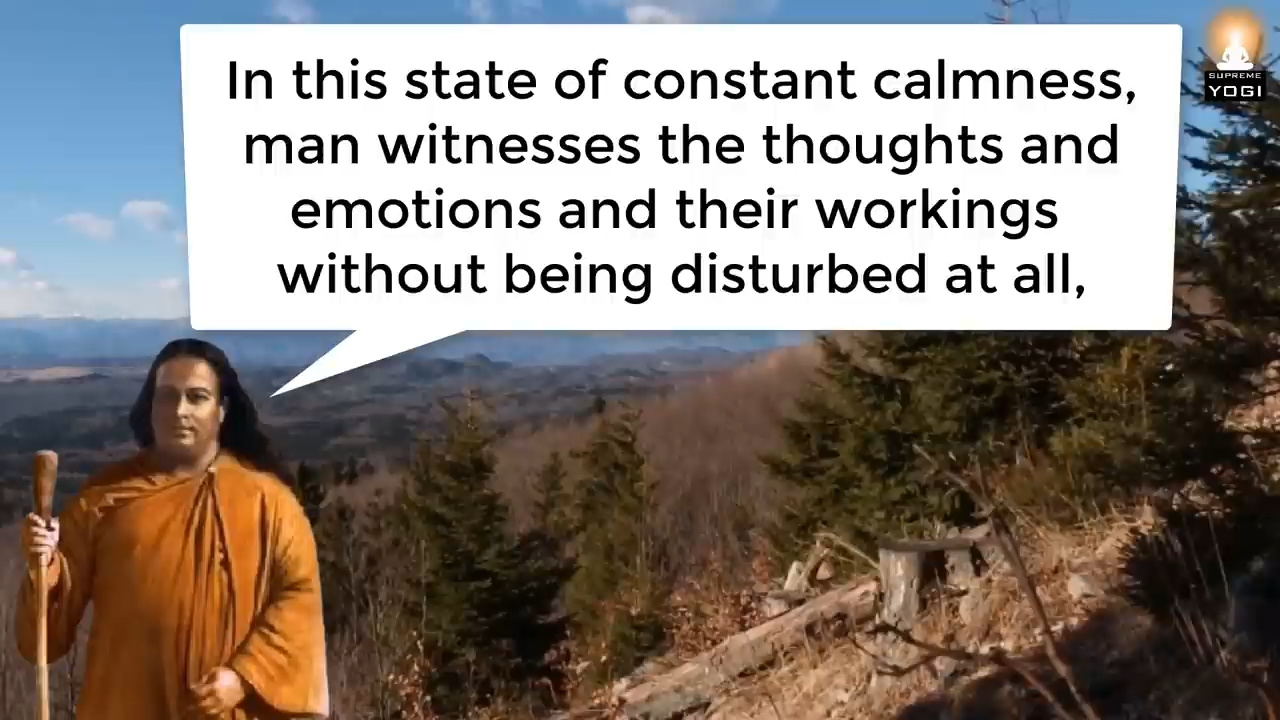 In this state of constant calmness,
man witnesses the thoughts and
emotions and their workings
without being disturbed at all,
SUPREME
YOGI